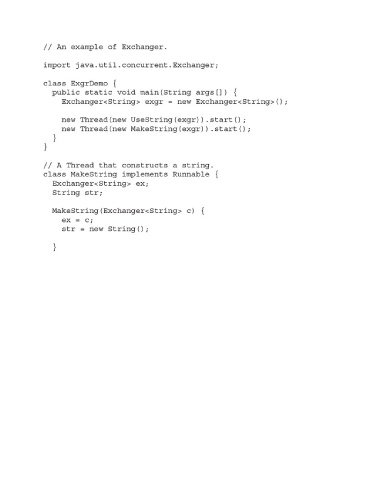 // An example of Exchanger.
import java.util.concurrent.Exchanger;
class ExgrDemo {
public static void main(String args[]) {
Exchanger<String> exgr = new Exchanger<String>();
new Thread(new UseString(exgr)).start();
new Thread(new MakeString(exgr)).start();
}
}
// A Thread that constructs a string.
class MakeString implements Runnable {
Exchanger<String> ex;
String str;
MakeString(Exchanger<String> c) {
ex = c;
str = new String();
}